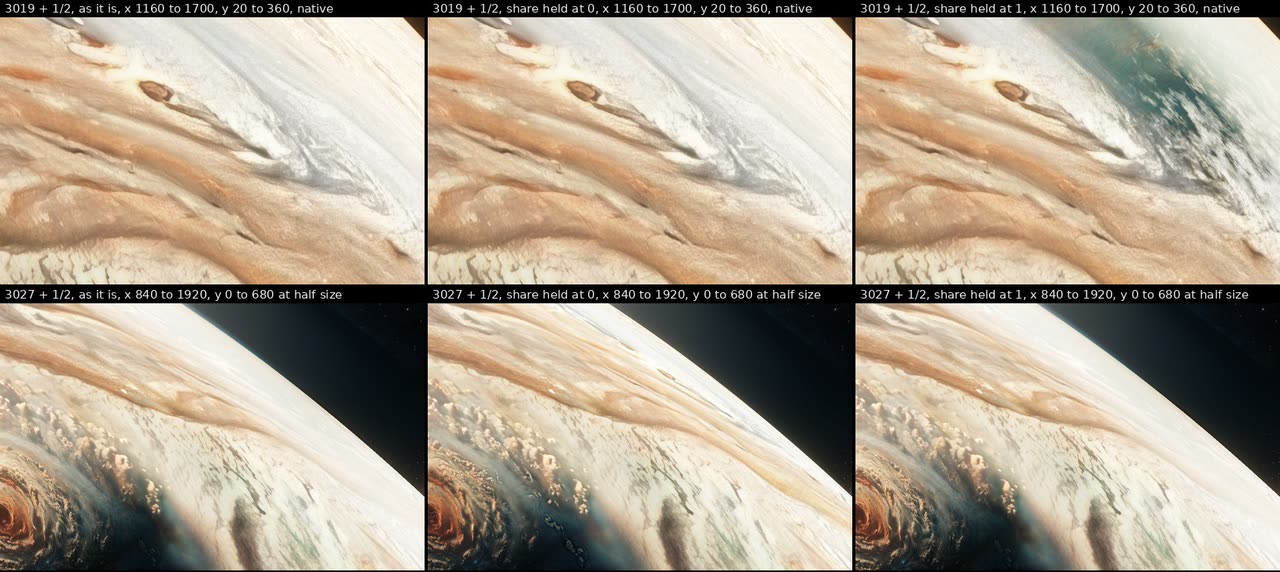 3019 + 1/2, as it is, x 1160 to 1700, y 20 to 360, native
3019 + 1/2, share held at 0, x 1160 to 1700, y 20 to 360, native
3019 + 1/2, share held at 1, x 1160 to 1700, y 20 to 360, native
3027 + 1/2, as it is, x 840 to 1920, y 0 to 680 at half size
3027 + 1/2, share held at 0, x 840 to 1920, y 0 to 680 at half size
3027 + 1/2, share held at 1, x 840 to 1920, y 0 to 680 at half size